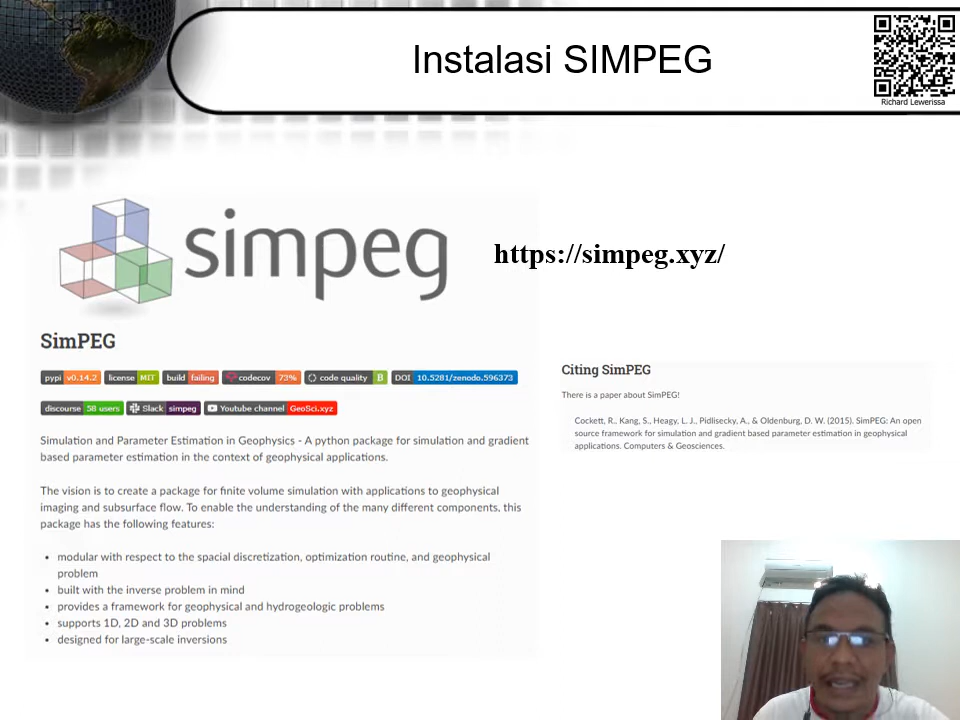 Instalasi SIMPEG
Richard Lewerissa
simpeg
https://simpeg.xyz/
SimPEG
pypi v0.14.2 license MIT build failing codecov 73% code quality B DOI 10.5281/zenodo.596373
discourse 58 users Slack simpeg Youtube channel GeoSci.xyz
Simulation and Parameter Estimation in Geophysics - A python package for simulation and gradient
based parameter estimation in the context of geophysical applications.
The vision is to create a package for finite volume simulation with applications to geophysical
imaging and subsurface flow. To enable the understanding of the many different components, this
package has the following features:
• modular with respect to the spacial discretization, optimization routine, and geophysical
problem
• built with the inverse problem in mind
• provides a framework for geophysical and hydrogeologic problems
• supports 1D, 2D and 3D problems
• designed for large-scale inversions
Citing SimPEG
There is a paper about SimPEG!
Cockett, R., Kang, S., Heagy, L. J., Pidlisecky, A., & Oldenburg, D. W. (2015). SimPEG: An open
source framework for simulation and gradient based parameter estimation in geophysical
applications. Computers & Geosciences.